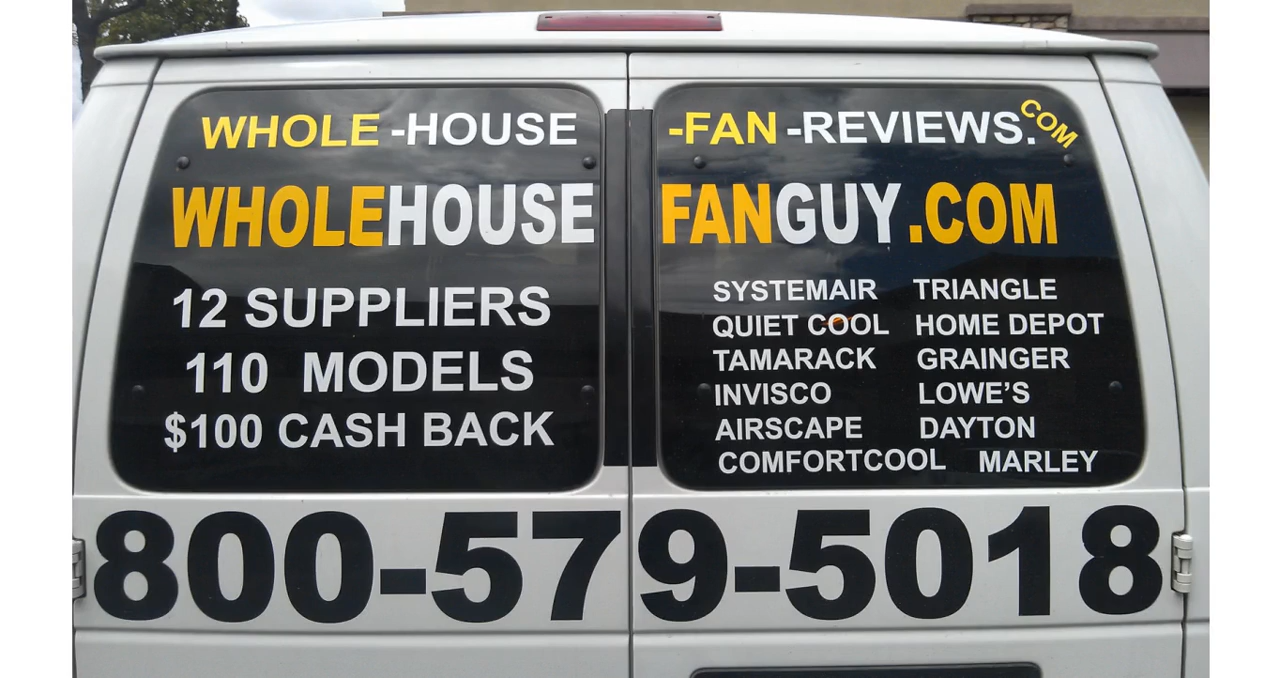 WHOLE-HOUSE -FAN-REVIEWS.COM
WHOLEHOUSE FANGUY.COM
12 SUPPLIERS
110 MODELS
$100 CASH BACK
SYSTEMAIR TRIANGLE
QUIET COOL HOME DEPOT
TAMARACK GRAINGER
INVISCO LOWE'S
AIRSCAPE DAYTON
COMFORTCOOL MARLEY
800-579-5018